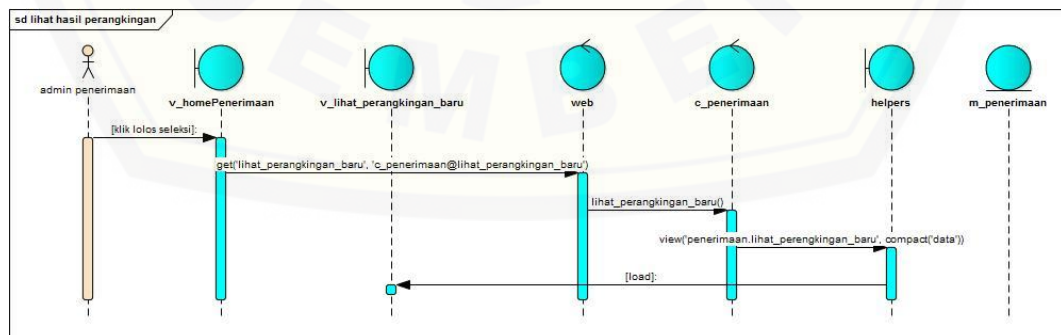 sd lihat hasil perangkingan
EMBE
admin penerimaan
v_homePenerimaan
v_lihat_perangkingan_baru
web
c_penerimaan
helpers
m_penerimaan
[klik lolos seleksi]:
get('lihat_perangkingan_baru', 'c_penerimaan@lihat_perangkingan_baru')
lihat_perangkingan_baru()
view('penerimaan.lihat_perengkingan_baru', compact('data'))
[load]: